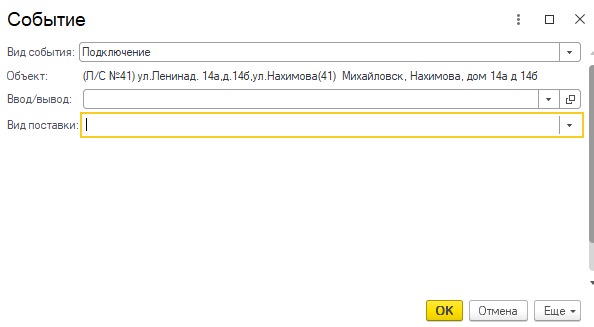 Событие
Вид события: Подключение
Объект: (П/С №41) ул.Ленинад. 14а,д.14б,ул.Нахимова(41) Михайловск, Нахимова, дом 14а д 14б
Ввод/вывод:
Вид поставки:
ОК Отмена Еще